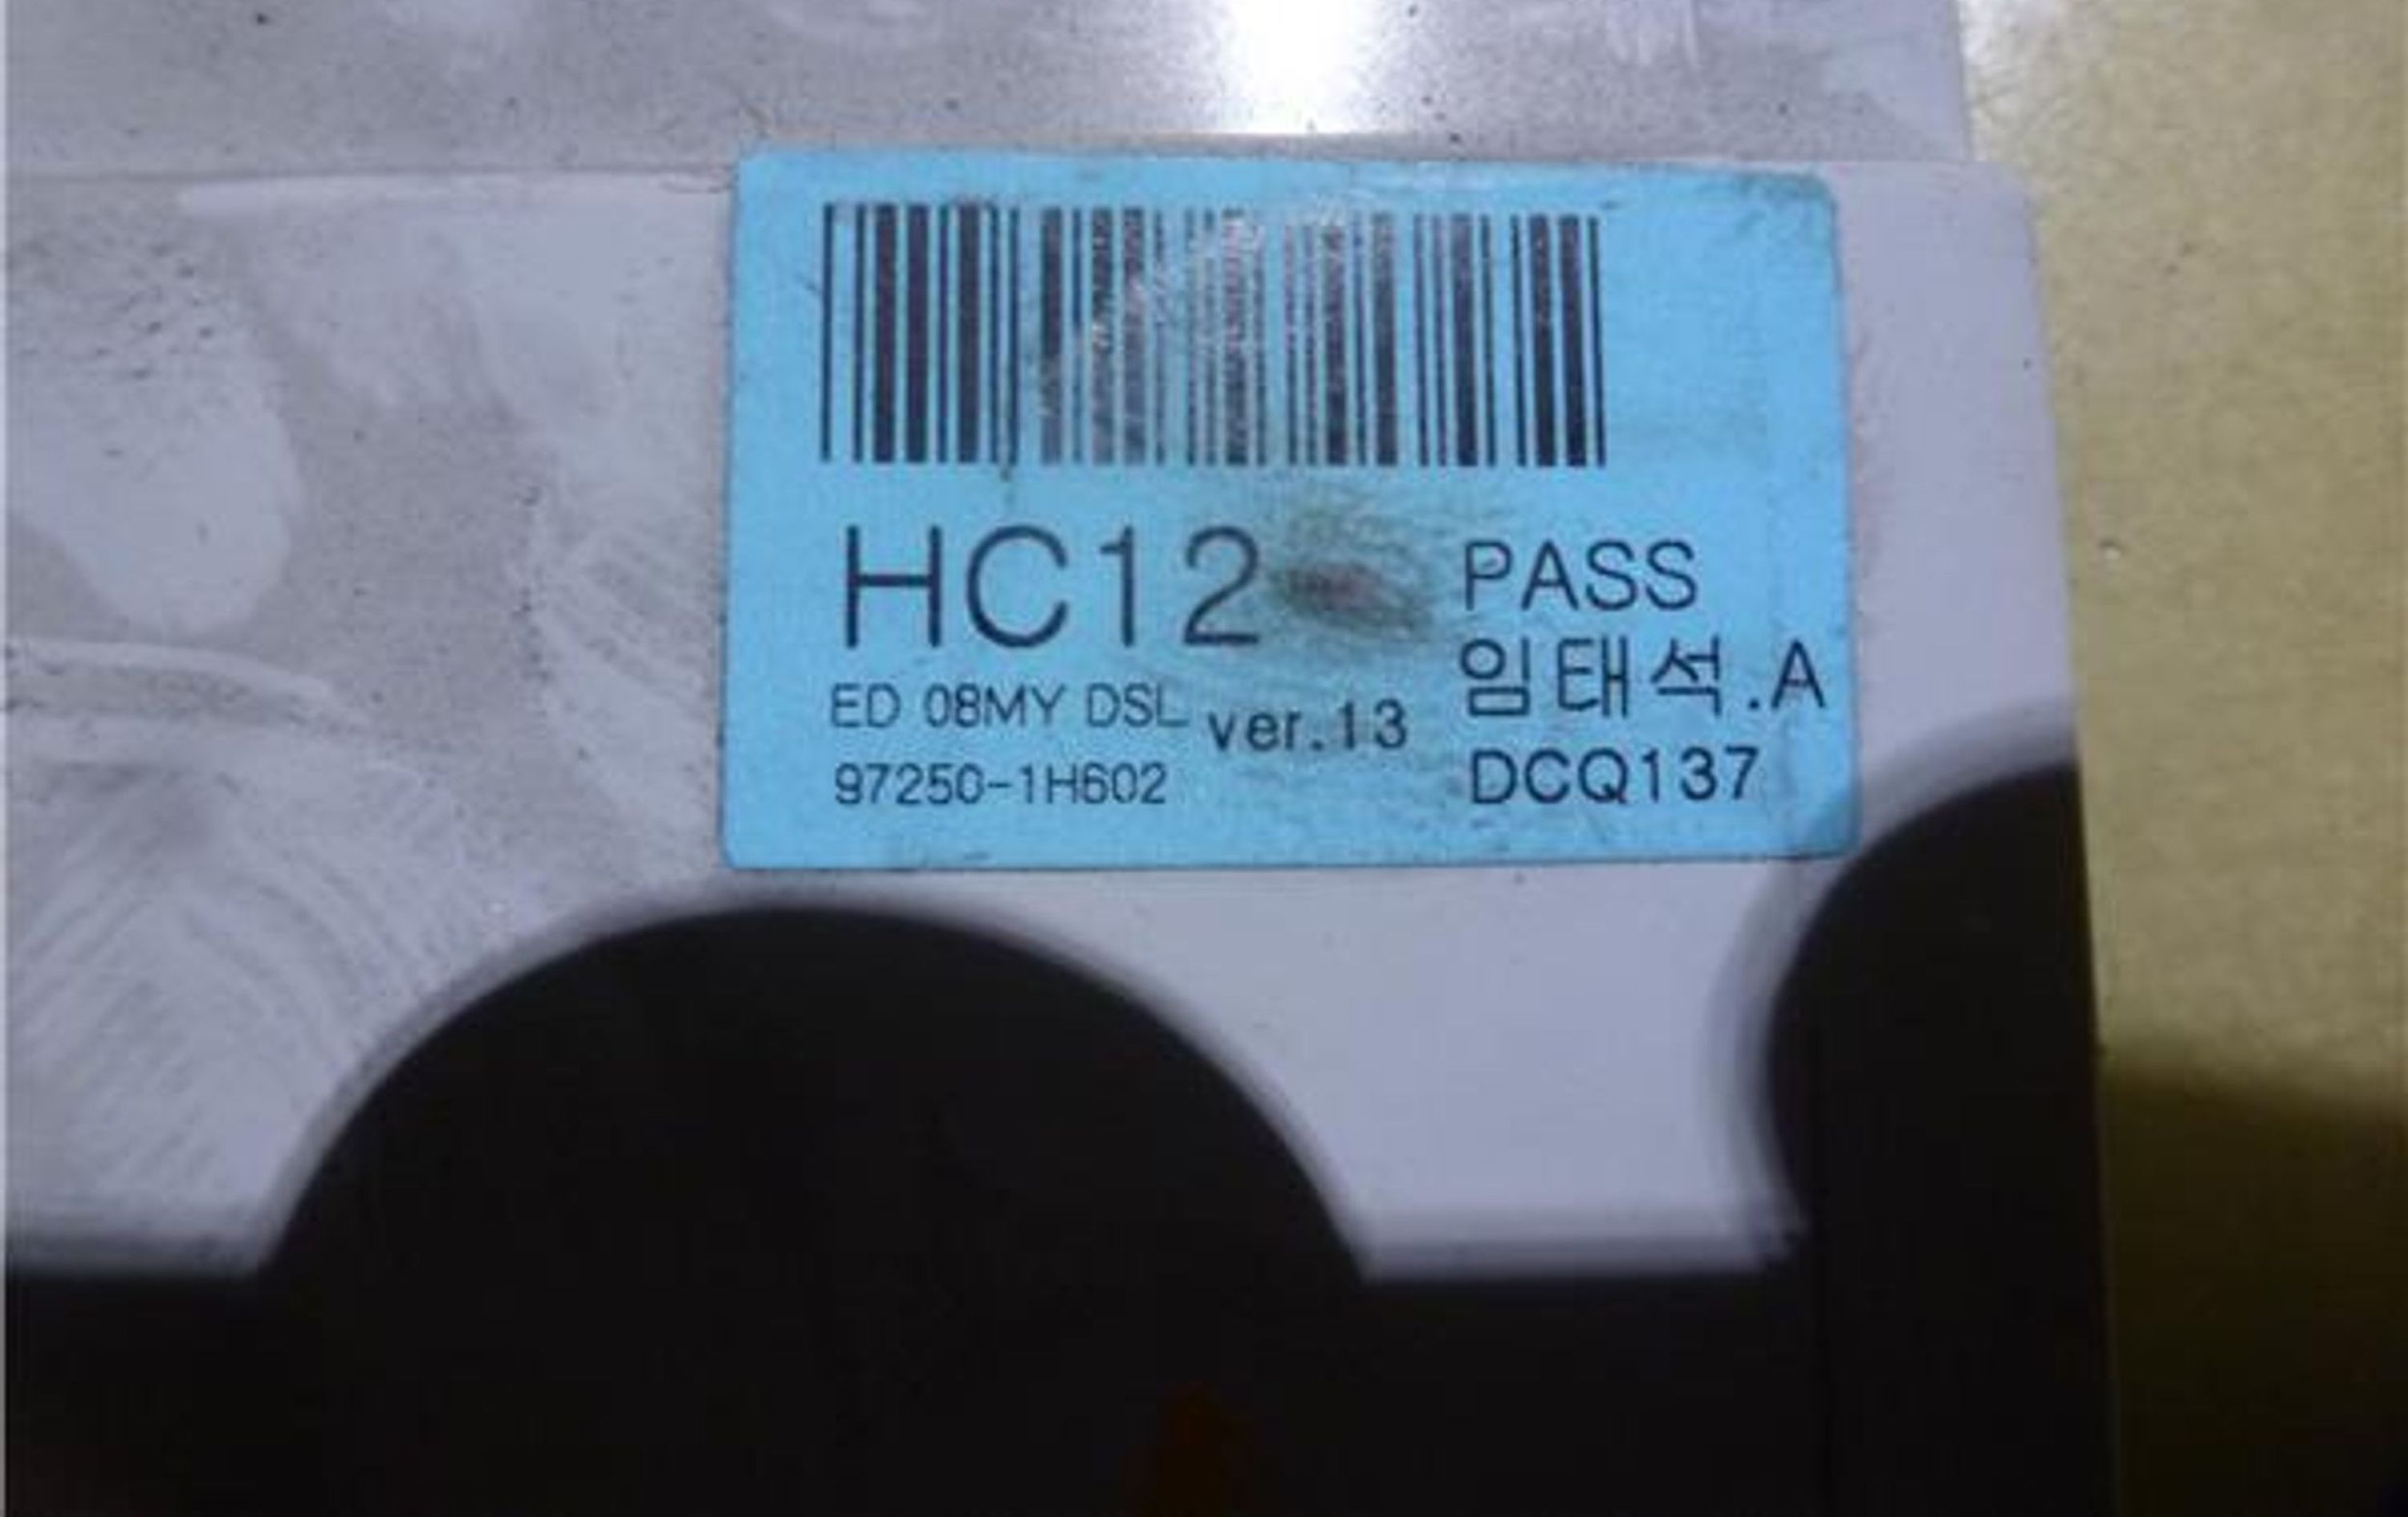 HC12
PASS
임태석.A
ED 08MY DSL ver.13
97250-1H602
DCQ137